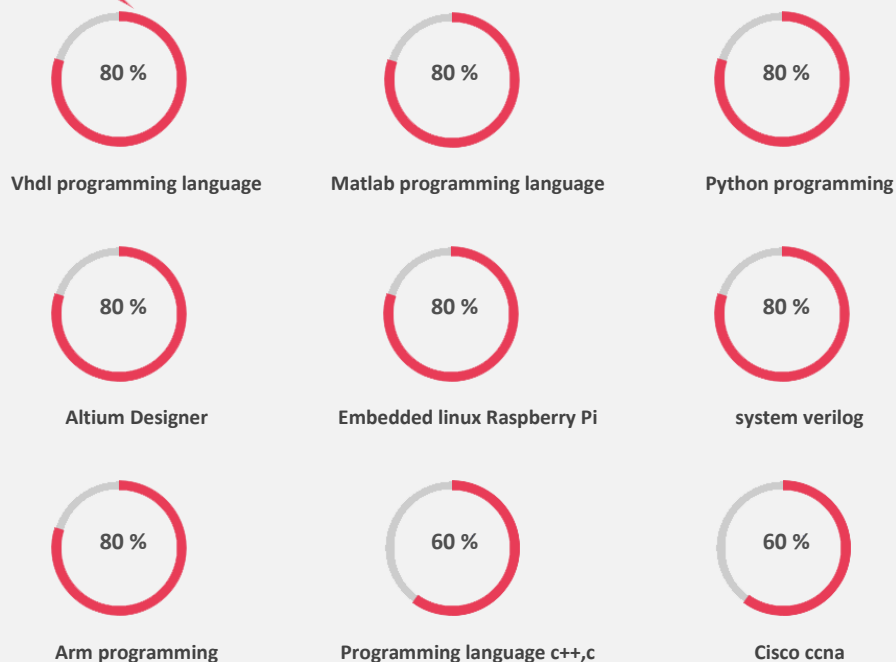 80 %
80 %
80 %
Vhdl programming language
Matlab programming language
Python programming
80 %
80 %
80 %
Altium Designer
Embedded linux Raspberry Pi
system verilog
80 %
60 %
60 %
Arm programming
Programming language c++,c
Cisco ccna